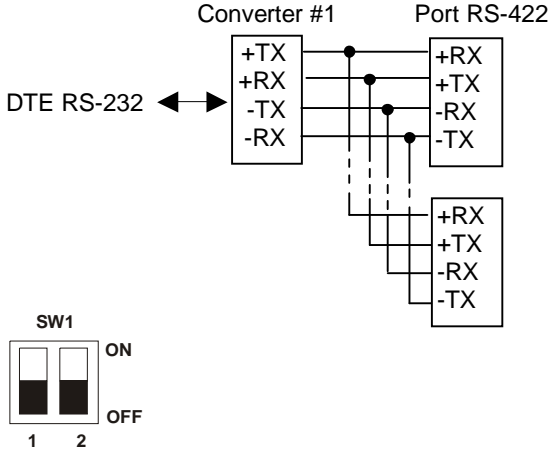 Converter #1
Port RS-422
DTE RS-232
+TX
+RX
-TX
-RX
+RX
+TX
-RX
-TX
+RX
+TX
-RX
-TX
SW1
ON
OFF
1 2